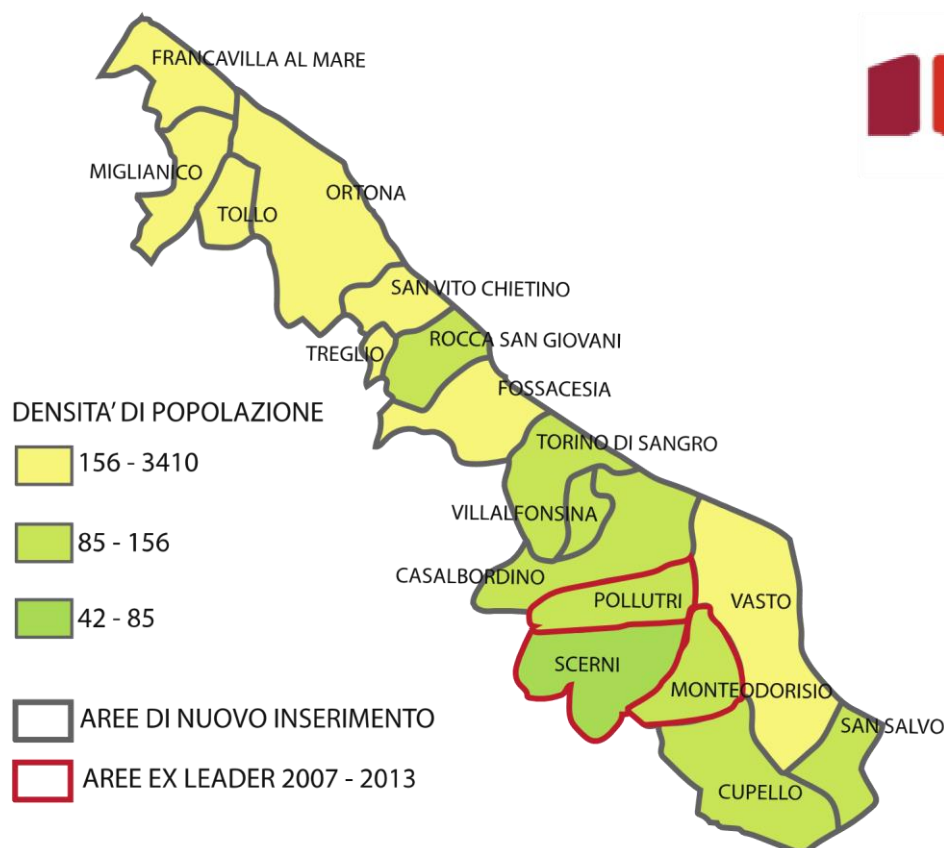 FRANCAVILLA AL MARE
MIGLIANICO
ORTONA
TOLLO
SAN VITO CHIETINO
ROCCA SAN GIOVANI
TREGLIO
FOSSACESIA
DENSITA' DI POPOLAZIONE
TORINO DI SANGRO
156 - 3410
VILLALFONSINA
85 - 156
CASALBORDINO
POLLUTRI
VASTO
42 - 85
SCERNI
MONTEODORISIO
AREE DI NUOVO INSERIMENTO
SAN SALVO
AREE EX LEADER 2007 - 2013
CUPELLO